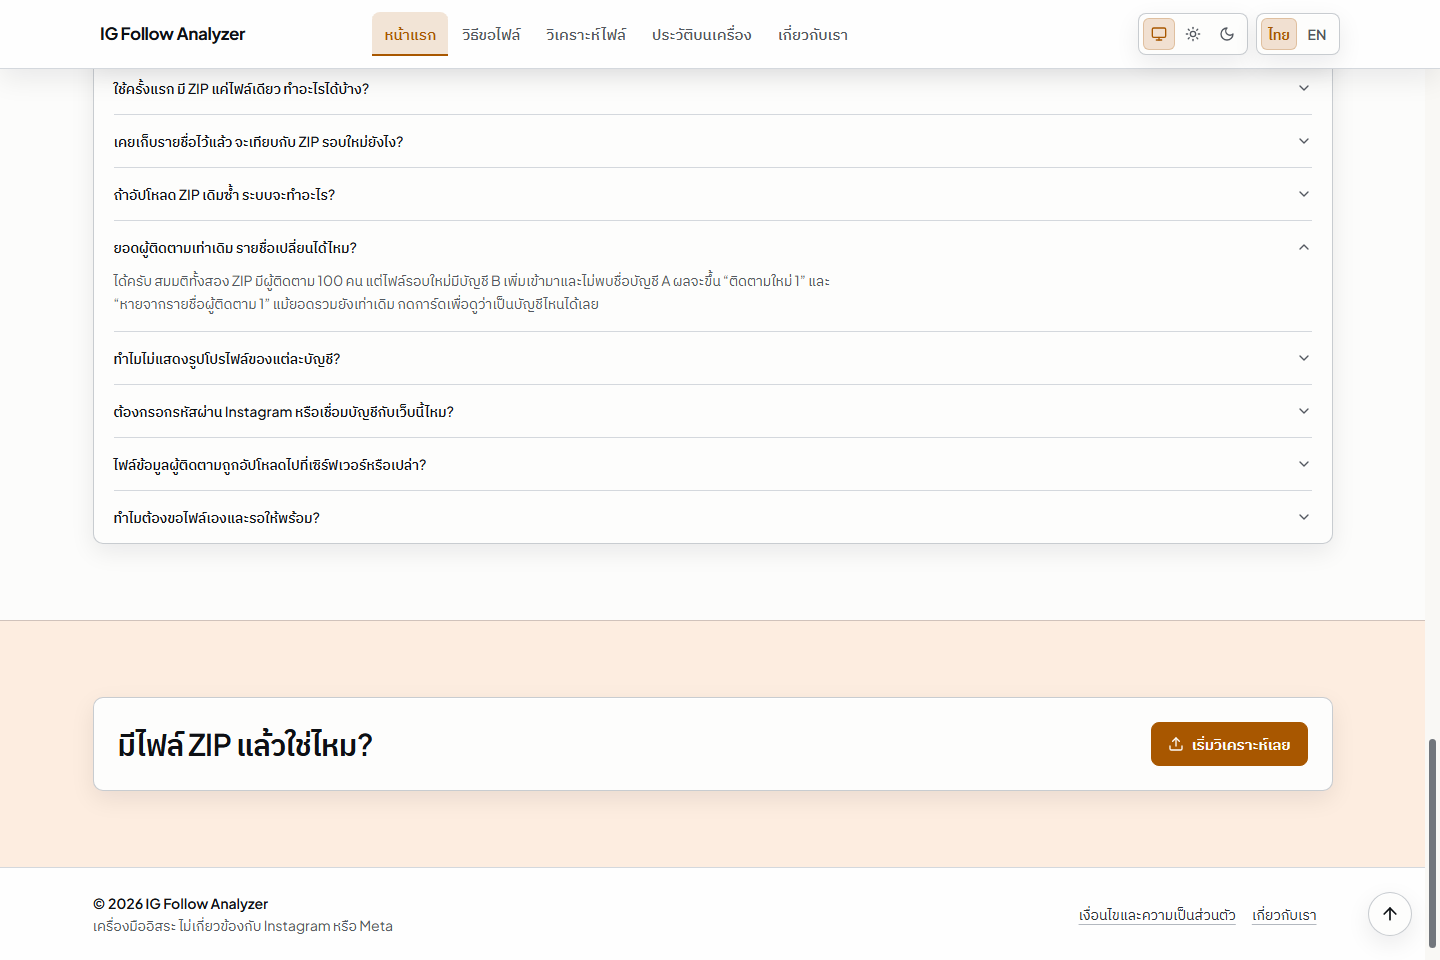 IG Follow Analyzer
หน้าแรก
วิธีขอไฟล์
วิเคราะห์ไฟล์
ประวัติบนเครื่อง
เกี่ยวกับเรา
ไทย
EN
ใช้ครั้งแรก มี ZIP แค่ไฟล์เดียว ทำอะไรได้บ้าง?
เคยเก็บรายชื่อไว้แล้ว จะเทียบกับ ZIP รอบใหม่ยังไง?
ถ้าอัปโหลด ZIP เดิมซ้ำ ระบบจะทำอะไร?
ยอดผู้ติดตามเท่าเดิม รายชื่อเปลี่ยนได้ไหม?
ได้ครับ สมมติทั้งสอง ZIP มีผู้ติดตาม 100 คน แต่ไฟล์รอบใหม่มีบัญชี B เพิ่มเข้ามาและไม่พบชื่อบัญชี A ผลจะขึ้น “ติดตามใหม่ 1” และ
“หายจากรายชื่อผู้ติดตาม 1” แม้ยอดรวมยังเท่าเดิม กดการ์ดเพื่อดูว่าเป็นบัญชีไหนได้เลย
ทำไมไม่แสดงรูปโปรไฟล์ของแต่ละบัญชี?
ต้องกรอกรหัสผ่าน Instagram หรือเชื่อมบัญชีกับเว็บนี้ไหม?
ไฟล์ข้อมูลผู้ติดตามถูกอัปโหลดไปที่เซิร์ฟเวอร์หรือเปล่า?
ทำไมต้องขอไฟล์เองและรอให้พร้อม?
มีไฟล์ ZIP แล้วใช่ไหม?
เริ่มวิเคราะห์เลย
© 2026 IG Follow Analyzer
เครื่องมืออิสระ ไม่เกี่ยวข้องกับ Instagram หรือ Meta
เงื่อนไขและความเป็นส่วนตัว
เกี่ยวกับเรา